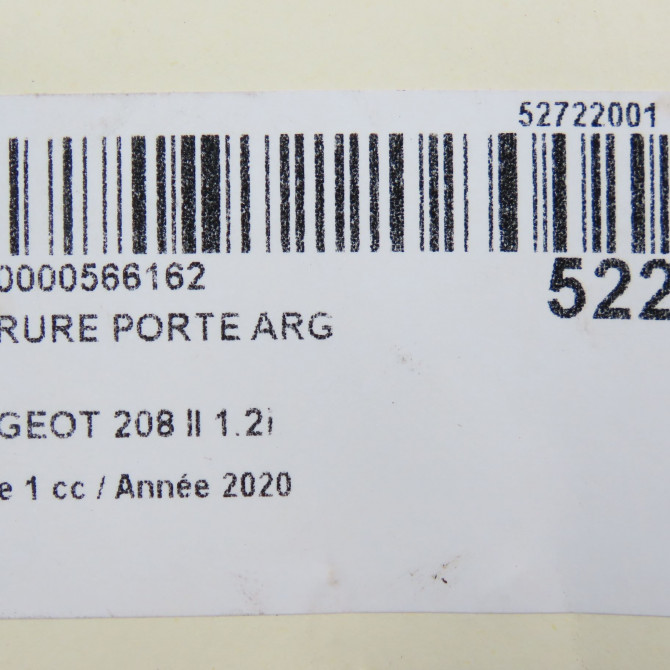 52722001
0000566162
522
RURE PORTE ARG
GEOT 208 II 1.2i
e 1 cc / Année 2020